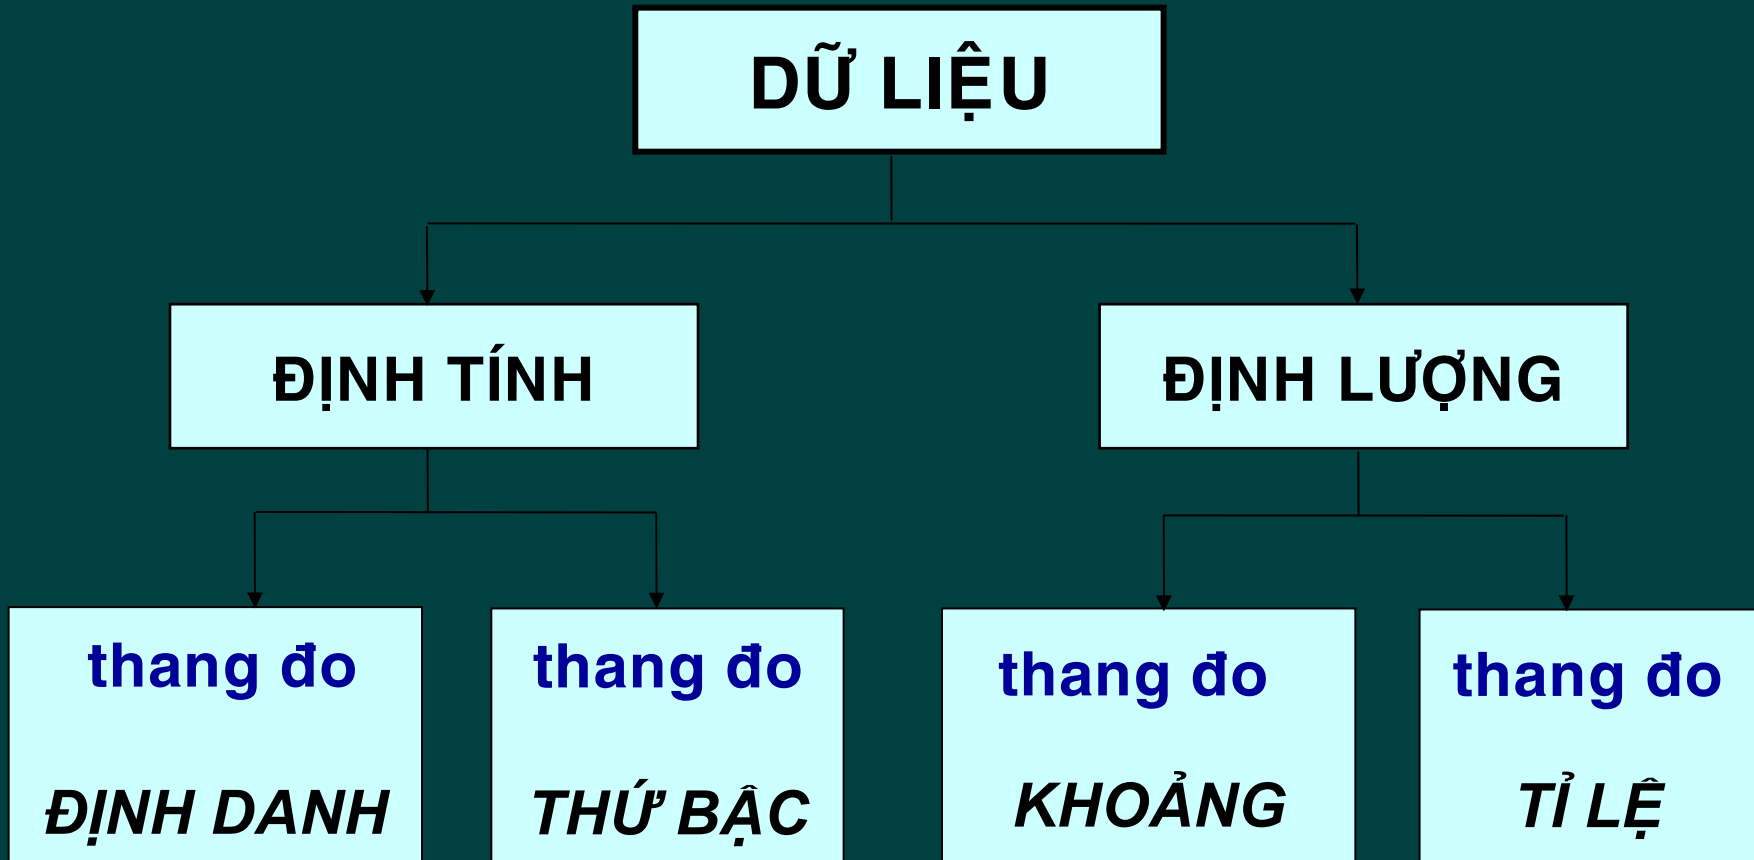 DỮ LIỆU
ĐỊNH TÍNH
ĐỊNH LƯỢNG
thang đo
ĐỊNH DANH
thang đo
THỨ BẬC
thang đo
KHOẢNG
thang đo
TỈ LỆ